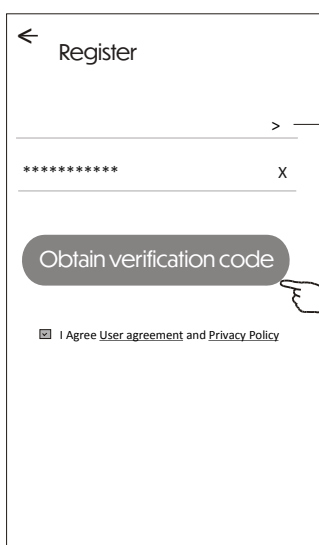 Register
>
*********** X
Obtain verification code
I Agree User agreement and Privacy Policy